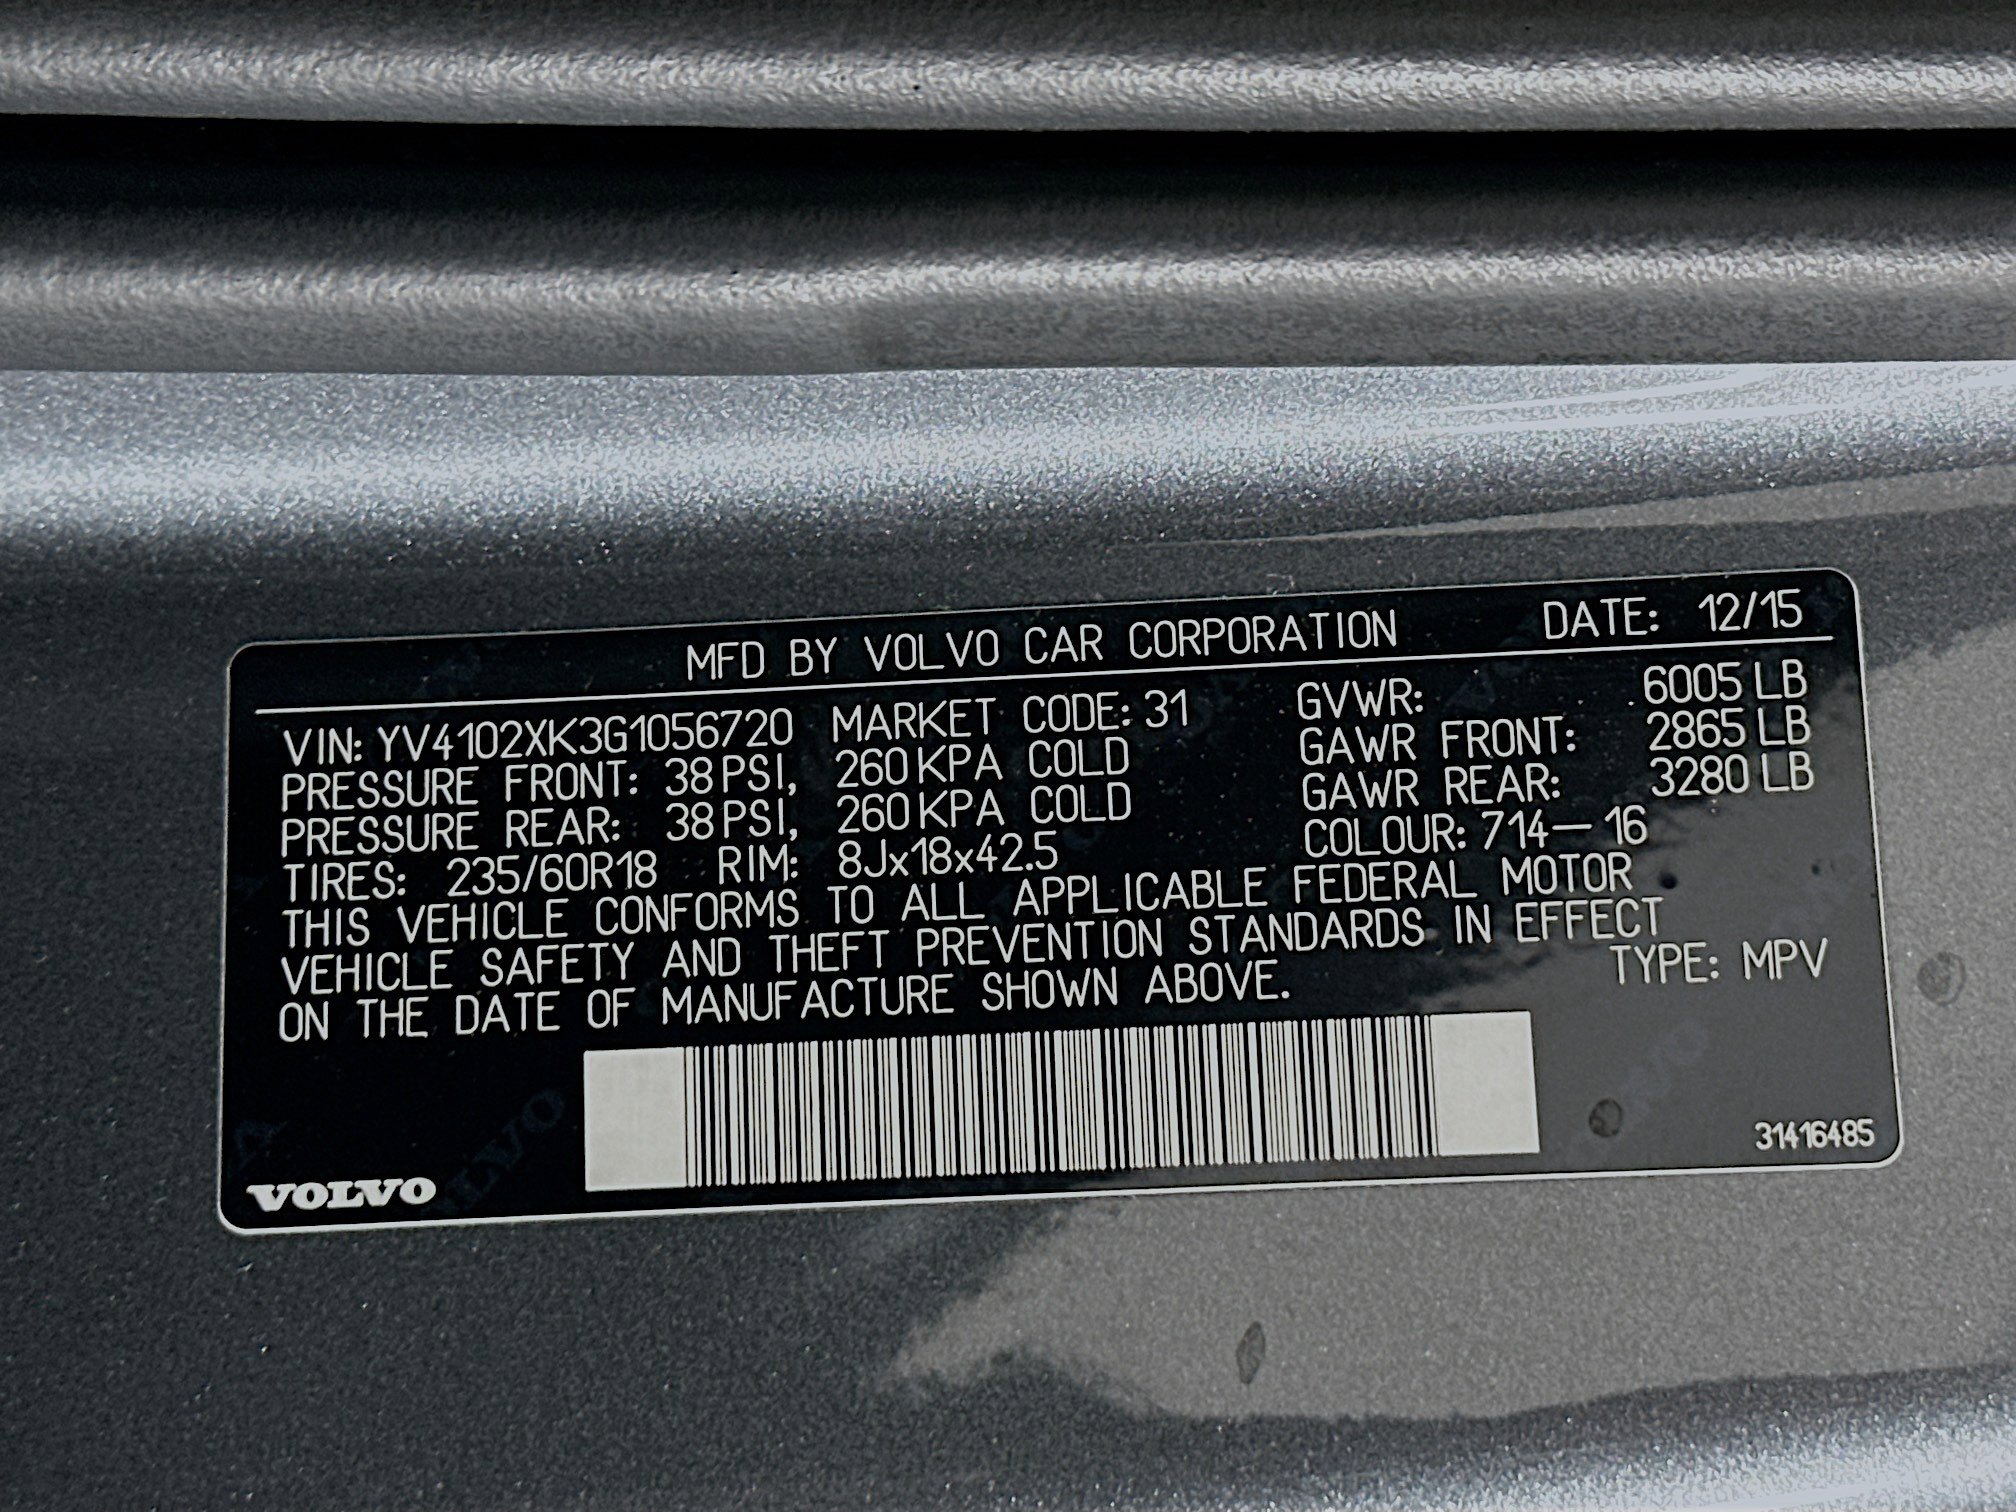 MFD BY VOLVO CAR CORPORATION DATE: 12/15
VIN: YV4102XK3G1056720 MARKET CODE: 31 GVWR: 6005 LB
PRESSURE FRONT: 38 PSI, 260 KPA COLD GAWR FRONT: 2865 LB
PRESSURE REAR: 38 PSI, 260 KPA COLD GAWR REAR: 3280 LB
TIRES: 235/60R18 RIM: 8Jx18x42.5 COLOUR: 714-16
THIS VEHICLE CONFORMS TO ALL APPLICABLE FEDERAL MOTOR
VEHICLE SAFETY AND THEFT PREVENTION STANDARDS IN EFFECT
ON THE DATE OF MANUFACTURE SHOWN ABOVE. TYPE: MPV
31416485
VOLVO